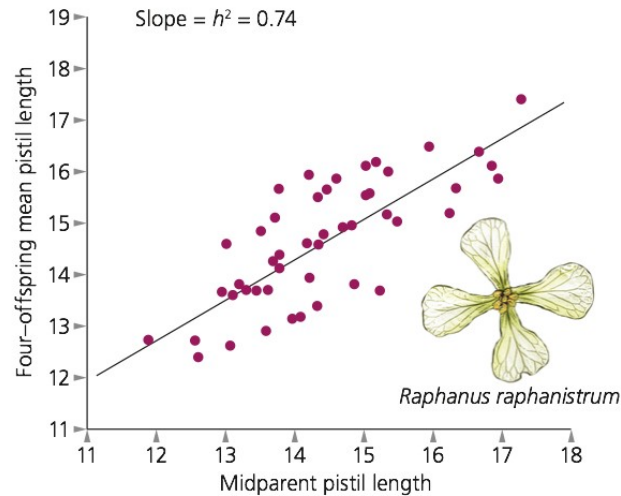 Slope = h² = 0.74
Four–offspring mean pistil length
19
18
17
16
15
14
13
12
11
Raphanus raphanistrum
11 12 13 14 15 16 17 18
Midparent pistil length